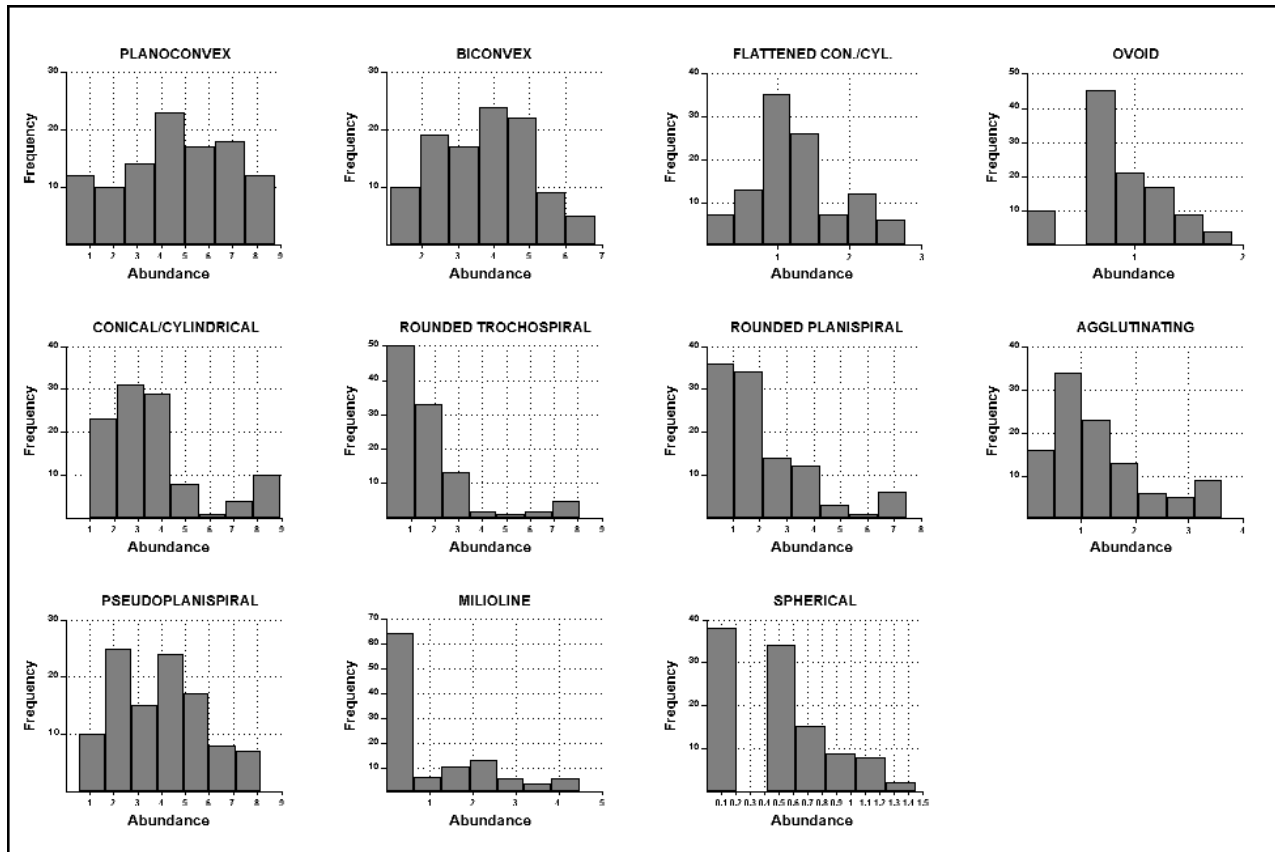 PLANOCONVEX
30
20
10
Frequency
1 2 3 4 5 6 7 8 9
Abundance
BICONVEX
30
20
10
Frequency
2 3 4 5 6 7
Abundance
FLATTENED CON./CYL.
40
30
20
10
Frequency
1 2 3
Abundance
OVOID
50
40
30
20
10
Frequency
1 2
Abundance
CONICAL/CYLINDRICAL
40
30
20
10
Frequency
1 2 3 4 5 6 7 8 9
Abundance
ROUNDED TROCHOSPIRAL
50
40
30
20
10
Frequency
1 2 3 4 5 6 7 8 9
Abundance
ROUNDED PLANISPIRAL
40
30
20
10
Frequency
1 2 3 4 5 6 7 8
Abundance
AGGLUTINATING
40
30
20
10
Frequency
1 2 3 4
Abundance
PSEUDOPLANISPIRAL
30
20
10
Frequency
1 2 3 4 5 6 7 8 9
Abundance
MILIOLINE
70
60
50
40
30
20
10
Frequency
1 2 3 4 5
Abundance
SPHERICAL
40
30
20
10
Frequency
0.1 0.2 0.3 0.4 0.5 0.6 0.7 0.8 0.9 1 1.1 1.2 1.3 1.4 1.5
Abundance